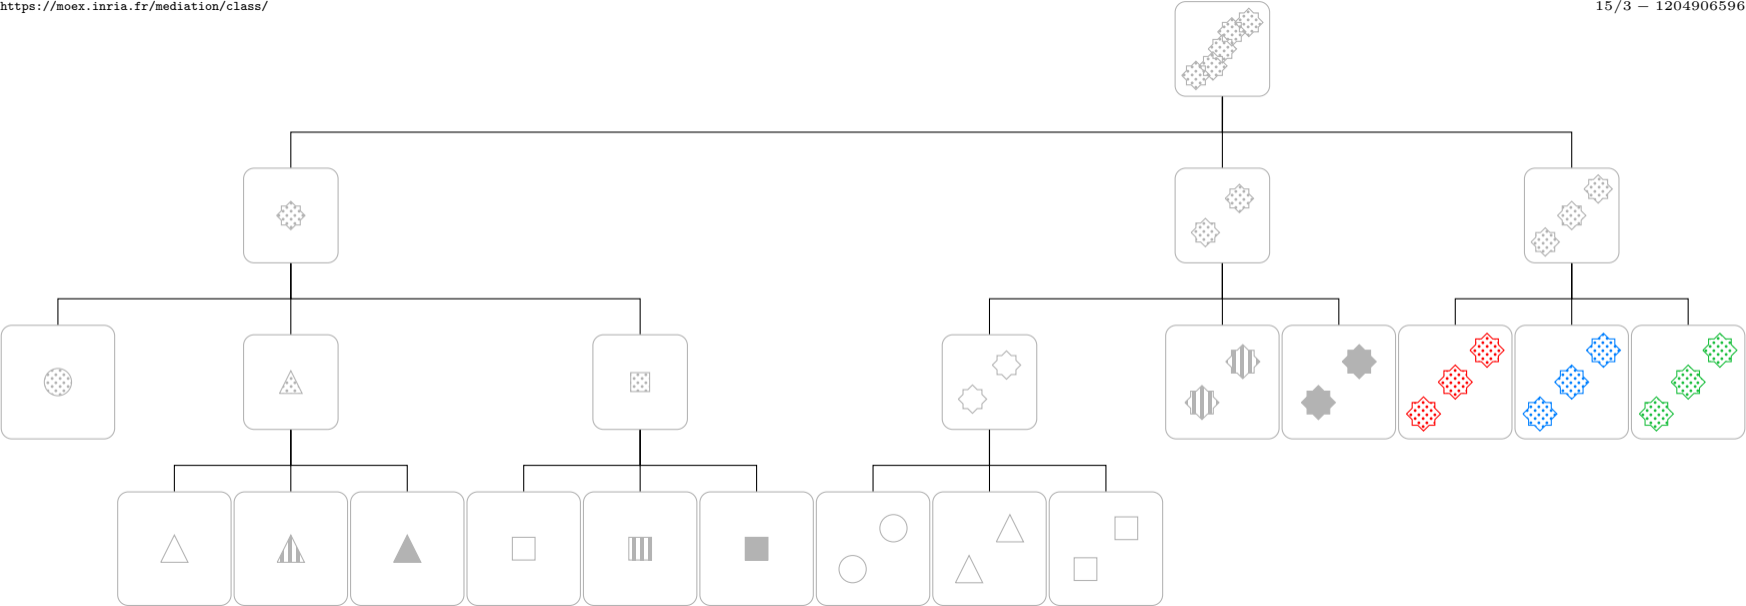 https://moex.inria.fr/mediation/class/
15/3 − 1204906596